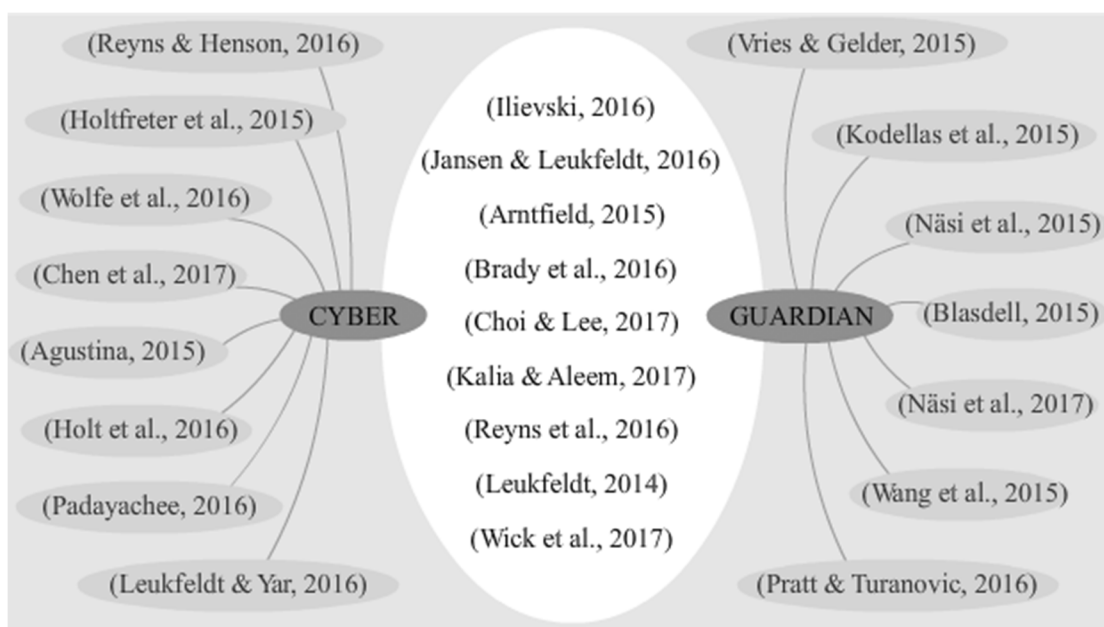 (Reyns & Henson, 2016)
(Holtfreter et al., 2015)
(Wolfe et al., 2016)
(Chen et al., 2017)
CYBER
(Agustina, 2015)
(Holt et al., 2016)
(Padayachee, 2016)
(Leukfeldt & Yar, 2016)
(Ilievski, 2016)
(Jansen & Leukfeldt, 2016)
(Arntfield, 2015)
(Brady et al., 2016)
(Choi & Lee, 2017)
(Kalia & Aleem, 2017)
(Reyns et al., 2016)
(Leukfeldt, 2014)
(Wick et al., 2017)
(Vries & Gelder, 2015)
(Kodellas et al., 2015)
(Näsi et al., 2015)
GUARDIAN
(Blasdell, 2015)
(Näsi et al., 2017)
(Wang et al., 2015)
(Pratt & Turanovic, 2016)